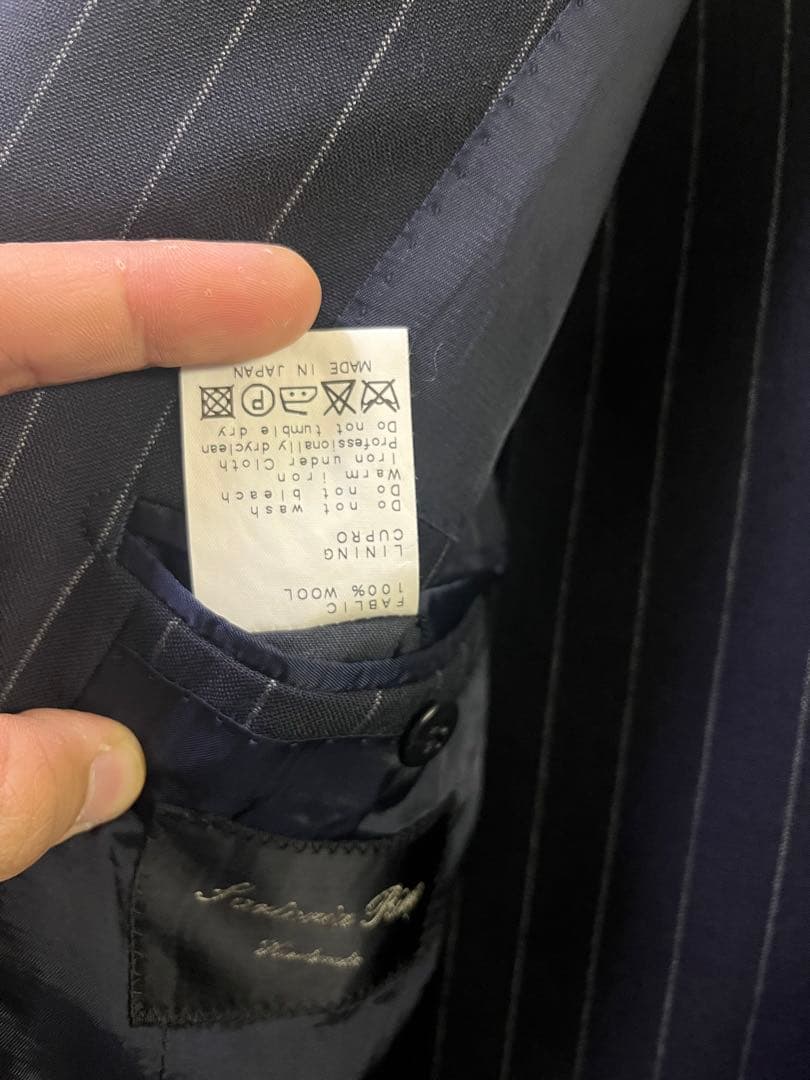 FABLIC
100% WOOL
LINING
CUPRO
Do not wash
Do not bleach
Warm iron
Iron under Cloth
Professionally dryclean
Do not tumble dry
P
MADE IN JAPAN
Handmade